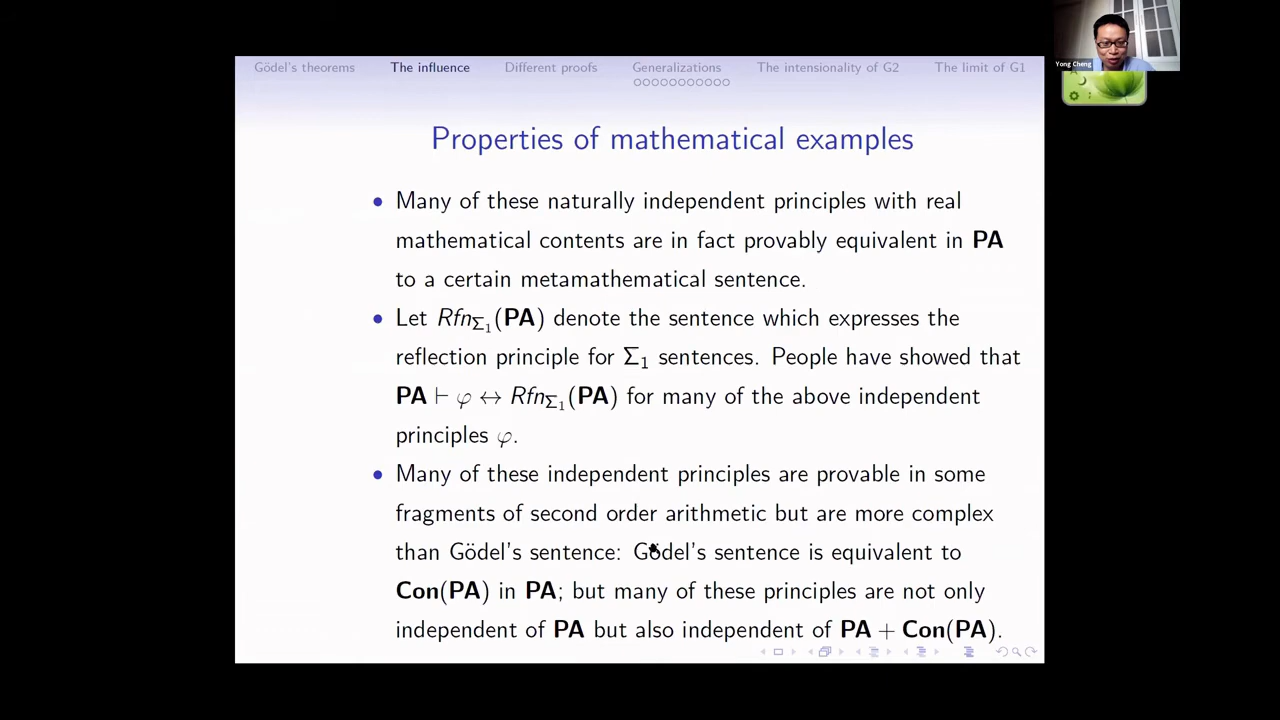 Gödel's theorems The influence Different proofs Generalizations The intensionality of G2 The limit of G1
Yong Cheng
Properties of mathematical examples
• Many of these naturally independent principles with real
mathematical contents are in fact provably equivalent in PA
to a certain metamathematical sentence.
• Let Rfn_Σ₁(PA) denote the sentence which expresses the
reflection principle for Σ₁ sentences. People have showed that
PA ⊢ φ ↔ Rfn_Σ₁(PA) for many of the above independent
principles φ.
• Many of these independent principles are provable in some
fragments of second order arithmetic but are more complex
than Gödel's sentence: Gödel's sentence is equivalent to
Con(PA) in PA; but many of these principles are not only
independent of PA but also independent of PA + Con(PA).